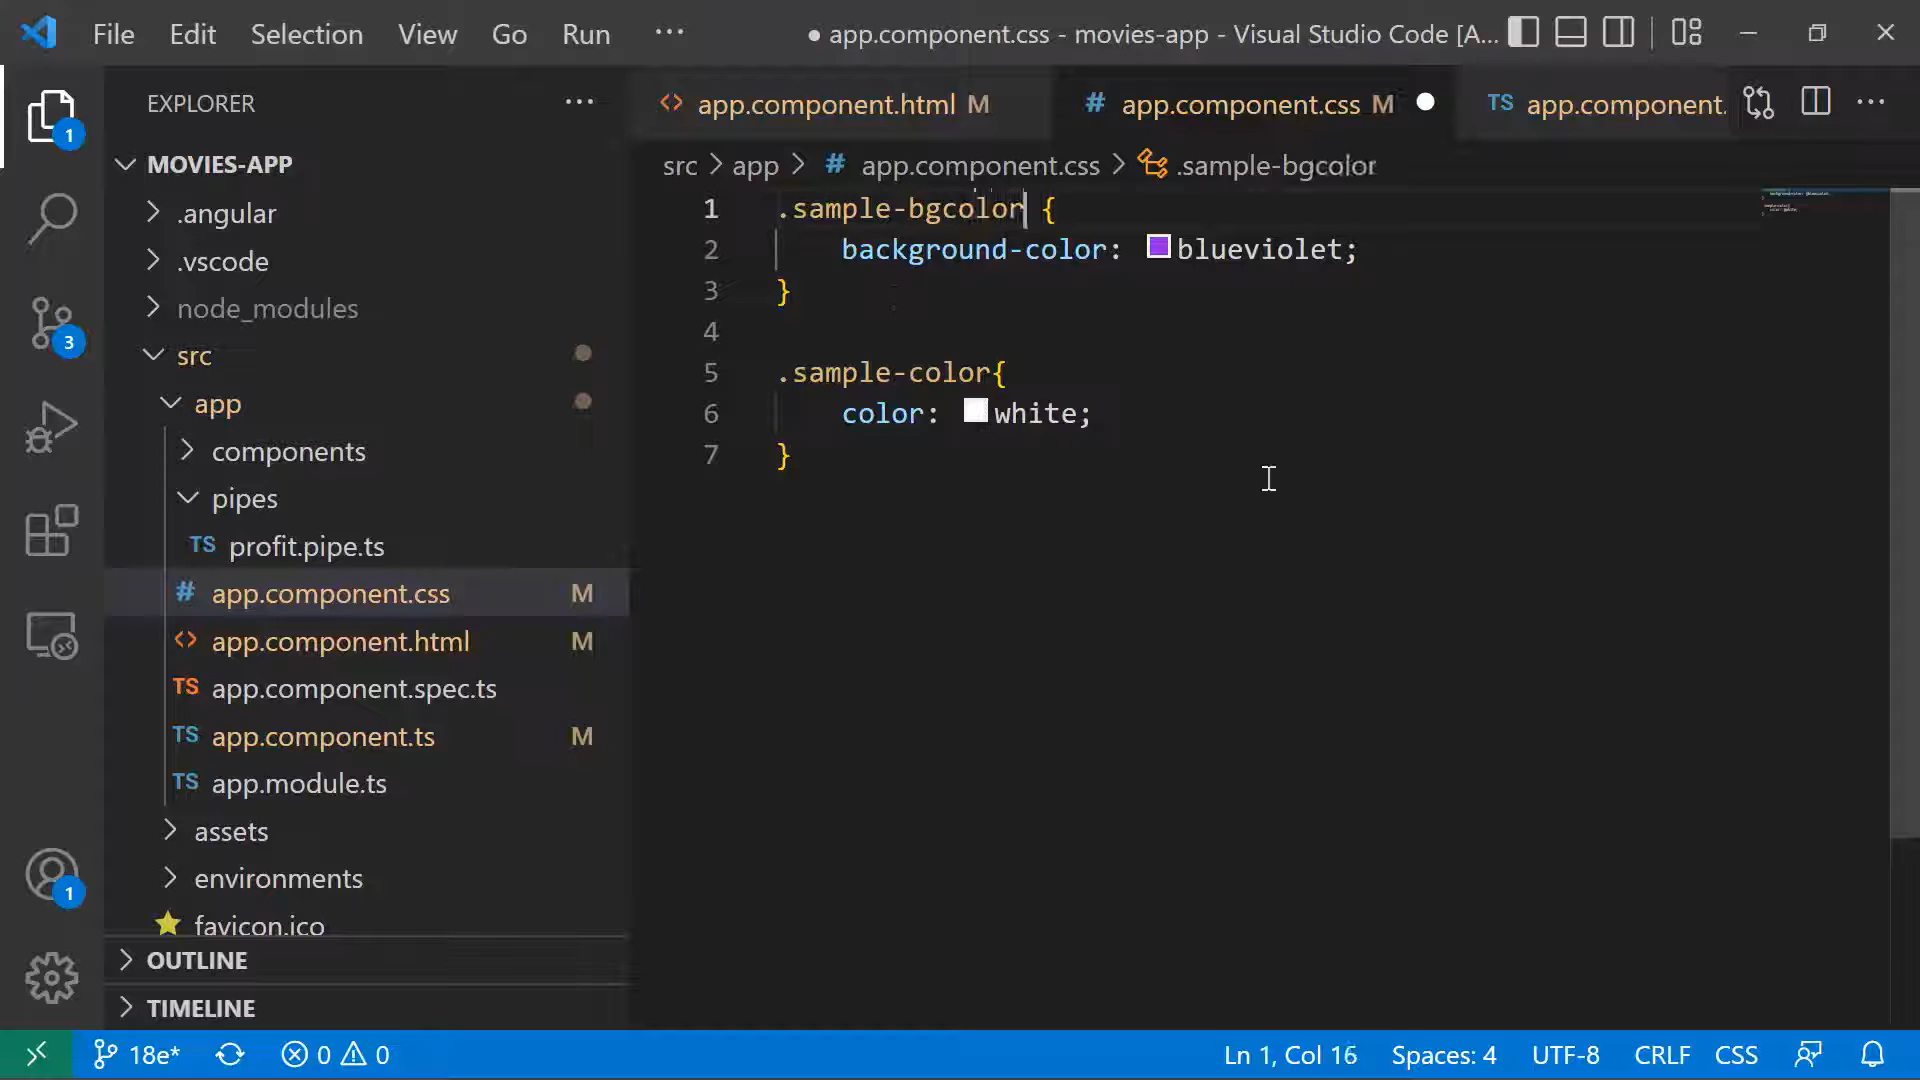 File Edit Selection View Go Run ··· ● app.component.css - movies-app - Visual Studio Code [A...
EXPLORER ···
MOVIES-APP
.angular
.vscode
node_modules
src
app
components
pipes
TS profit.pipe.ts
# app.component.css M
<> app.component.html M
TS app.component.spec.ts
TS app.component.ts M
TS app.module.ts
assets
environments
favicon.ico
OUTLINE
TIMELINE
1
3
1
<> app.component.html M # app.component.css M ● TS app.component. ···
src > app > # app.component.css > .sample-bgcolor
1 .sample-bgcolor {
2 background-color: blueviolet;
3 }
4
5 .sample-color{
6 color: white;
7 }
18e* 0 0 Ln 1, Col 16 Spaces: 4 UTF-8 CRLF CSS